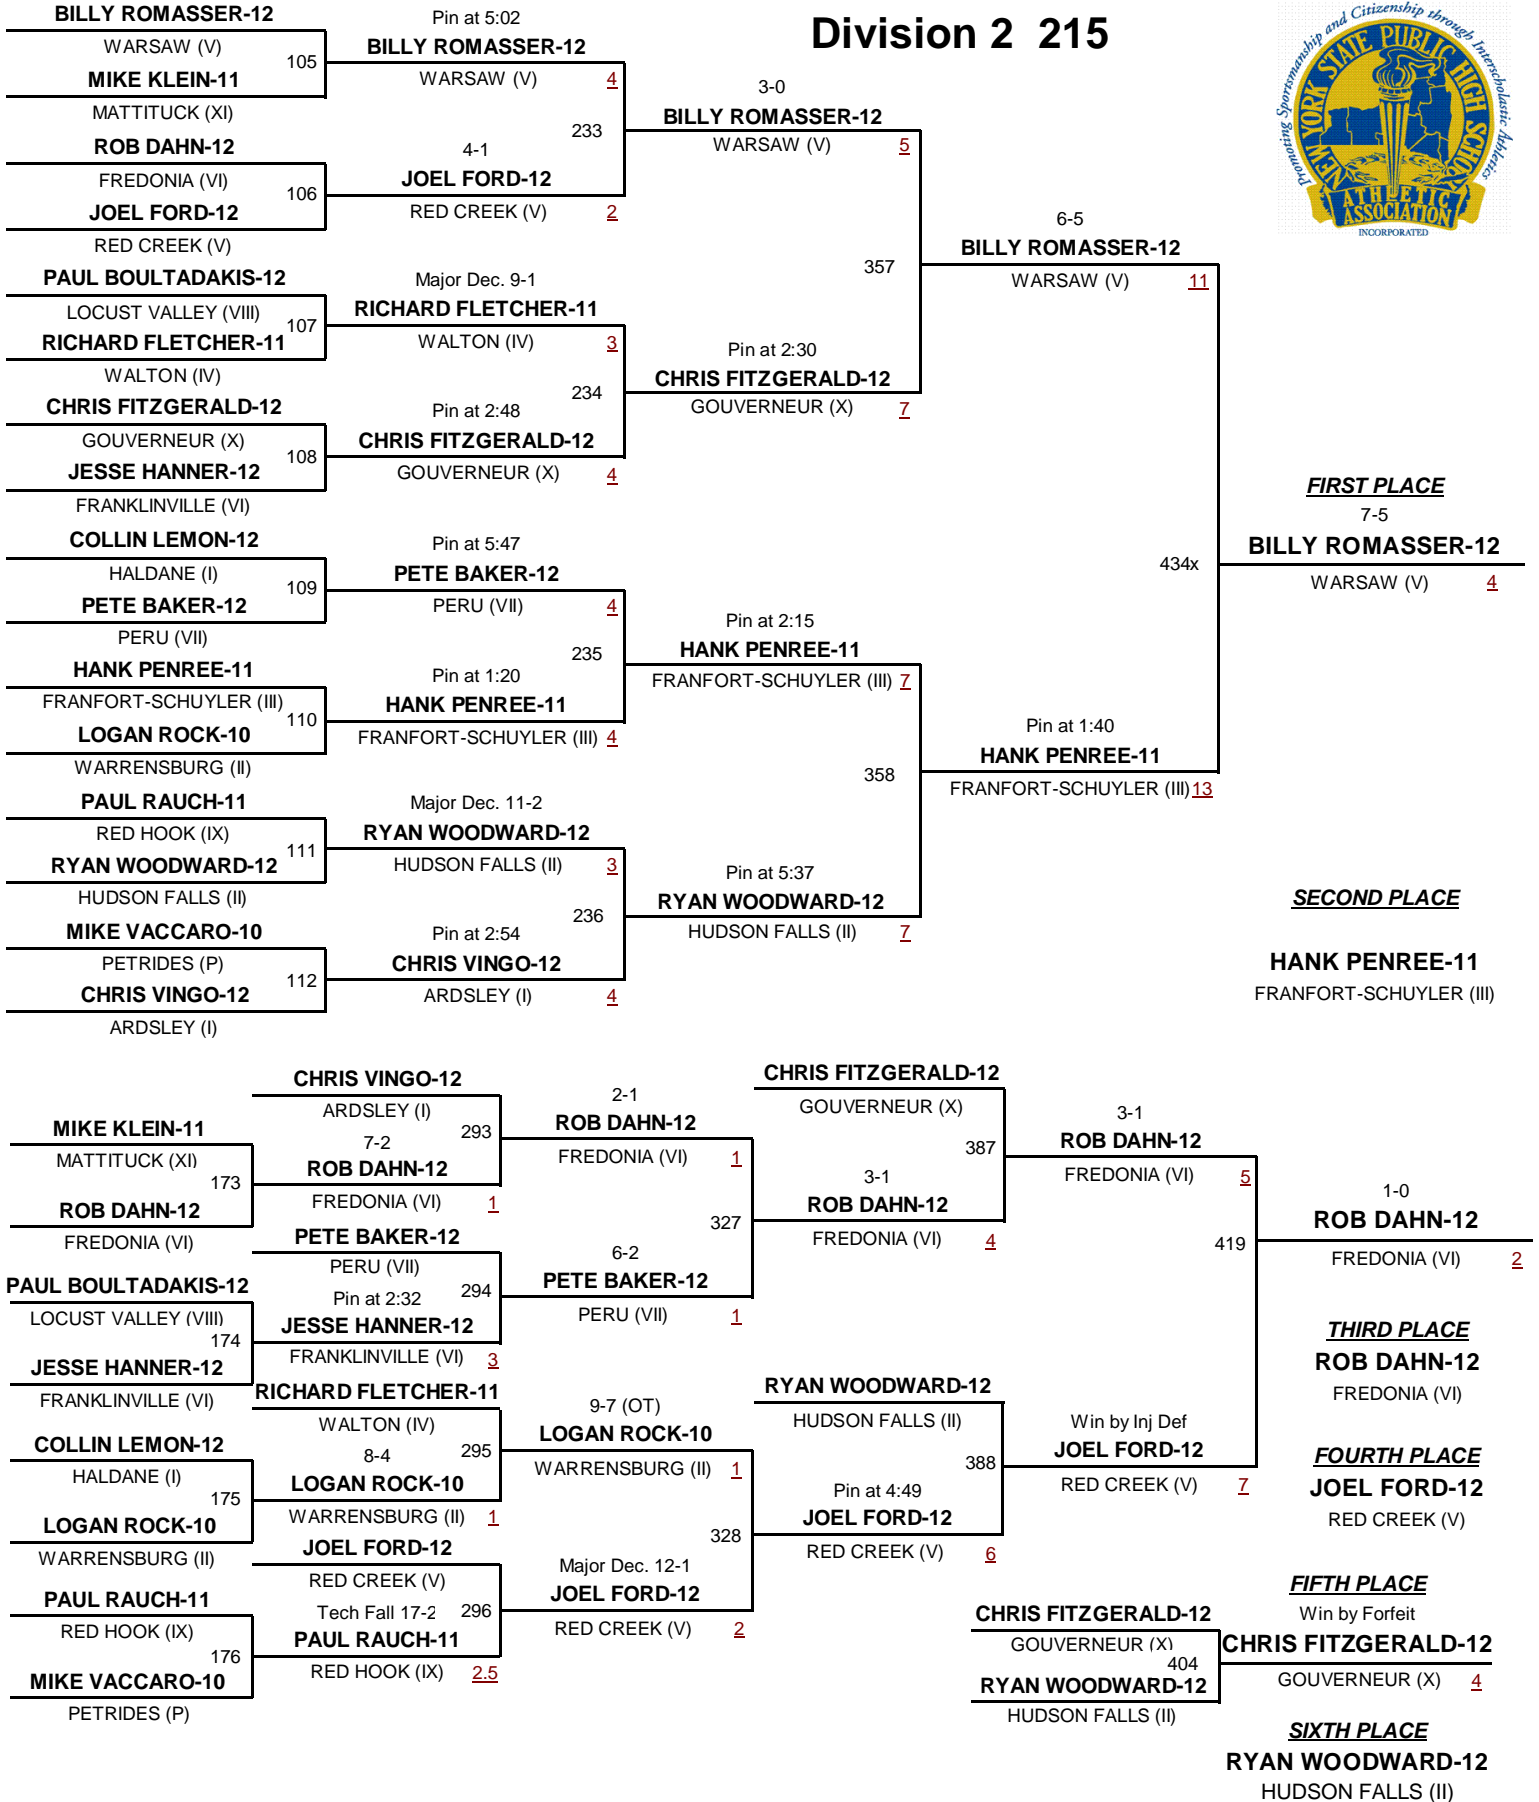 Division 2 215
Promoting Sportsmanship and Citizenship through Interscholastic Athletics
NEW YORK STATE PUBLIC HIGH SCHOOL
ATHLETIC
ASSOCIATION
INCORPORATED
BILLY ROMASSER-12
WARSAW (V)
105
MIKE KLEIN-11
MATTITUCK (XI)
ROB DAHN-12
FREDONIA (VI)
106
JOEL FORD-12
RED CREEK (V)
PAUL BOULTADAKIS-12
LOCUST VALLEY (VIII)
107
RICHARD FLETCHER-11
WALTON (IV)
CHRIS FITZGERALD-12
GOUVERNEUR (X)
108
JESSE HANNER-12
FRANKLINVILLE (VI)
COLLIN LEMON-12
HALDANE (I)
109
PETE BAKER-12
PERU (VII)
HANK PENREE-11
FRANFORT-SCHUYLER (III)
110
LOGAN ROCK-10
WARRENSBURG (II)
PAUL RAUCH-11
RED HOOK (IX)
111
RYAN WOODWARD-12
HUDSON FALLS (II)
MIKE VACCARO-10
PETRIDES (P)
112
CHRIS VINGO-12
ARDSLEY (I)
Pin at 5:02
BILLY ROMASSER-12
WARSAW (V) 4
233
4-1
JOEL FORD-12
RED CREEK (V) 2
Major Dec. 9-1
RICHARD FLETCHER-11
WALTON (IV) 3
234
Pin at 2:48
CHRIS FITZGERALD-12
GOUVERNEUR (X) 4
Pin at 5:47
PETE BAKER-12
PERU (VII) 4
235
Pin at 1:20
HANK PENREE-11
FRANFORT-SCHUYLER (III) 4
Major Dec. 11-2
RYAN WOODWARD-12
HUDSON FALLS (II) 3
236
Pin at 2:54
CHRIS VINGO-12
ARDSLEY (I) 4
3-0
BILLY ROMASSER-12
WARSAW (V) 5
357
Pin at 2:30
CHRIS FITZGERALD-12
GOUVERNEUR (X) 7
Pin at 2:15
HANK PENREE-11
FRANFORT-SCHUYLER (III) 7
358
Pin at 5:37
RYAN WOODWARD-12
HUDSON FALLS (II) 7
6-5
BILLY ROMASSER-12
WARSAW (V) 11
434x
Pin at 1:40
HANK PENREE-11
FRANFORT-SCHUYLER (III) 13
FIRST PLACE
7-5
BILLY ROMASSER-12
WARSAW (V) 4
SECOND PLACE
HANK PENREE-11
FRANFORT-SCHUYLER (III)
MIKE KLEIN-11
MATTITUCK (XI)
173
ROB DAHN-12
FREDONIA (VI)
PAUL BOULTADAKIS-12
LOCUST VALLEY (VIII)
174
JESSE HANNER-12
FRANKLINVILLE (VI)
COLLIN LEMON-12
HALDANE (I)
175
LOGAN ROCK-10
WARRENSBURG (II)
PAUL RAUCH-11
RED HOOK (IX)
176
MIKE VACCARO-10
PETRIDES (P)
CHRIS VINGO-12
ARDSLEY (I)
293
7-2
ROB DAHN-12
FREDONIA (VI) 1
PETE BAKER-12
PERU (VII)
294
Pin at 2:32
JESSE HANNER-12
FRANKLINVILLE (VI) 3
RICHARD FLETCHER-11
WALTON (IV)
295
8-4
LOGAN ROCK-10
WARRENSBURG (II) 1
JOEL FORD-12
RED CREEK (V)
Tech Fall 17-2 296
PAUL RAUCH-11
RED HOOK (IX) 2.5
2-1
ROB DAHN-12
FREDONIA (VI) 1
327
6-2
PETE BAKER-12
PERU (VII) 1
9-7 (OT)
LOGAN ROCK-10
WARRENSBURG (II) 1
328
Major Dec. 12-1
JOEL FORD-12
RED CREEK (V) 2
CHRIS FITZGERALD-12
GOUVERNEUR (X)
387
3-1
ROB DAHN-12
FREDONIA (VI) 4
RYAN WOODWARD-12
HUDSON FALLS (II)
388
Pin at 4:49
JOEL FORD-12
RED CREEK (V) 6
3-1
ROB DAHN-12
FREDONIA (VI) 5
419
Win by Inj Def
JOEL FORD-12
RED CREEK (V) 7
1-0
ROB DAHN-12
FREDONIA (VI) 2
THIRD PLACE
ROB DAHN-12
FREDONIA (VI)
FOURTH PLACE
JOEL FORD-12
RED CREEK (V)
CHRIS FITZGERALD-12
GOUVERNEUR (X)
404
RYAN WOODWARD-12
HUDSON FALLS (II)
FIFTH PLACE
Win by Forfeit
CHRIS FITZGERALD-12
GOUVERNEUR (X) 4
SIXTH PLACE
RYAN WOODWARD-12
HUDSON FALLS (II)